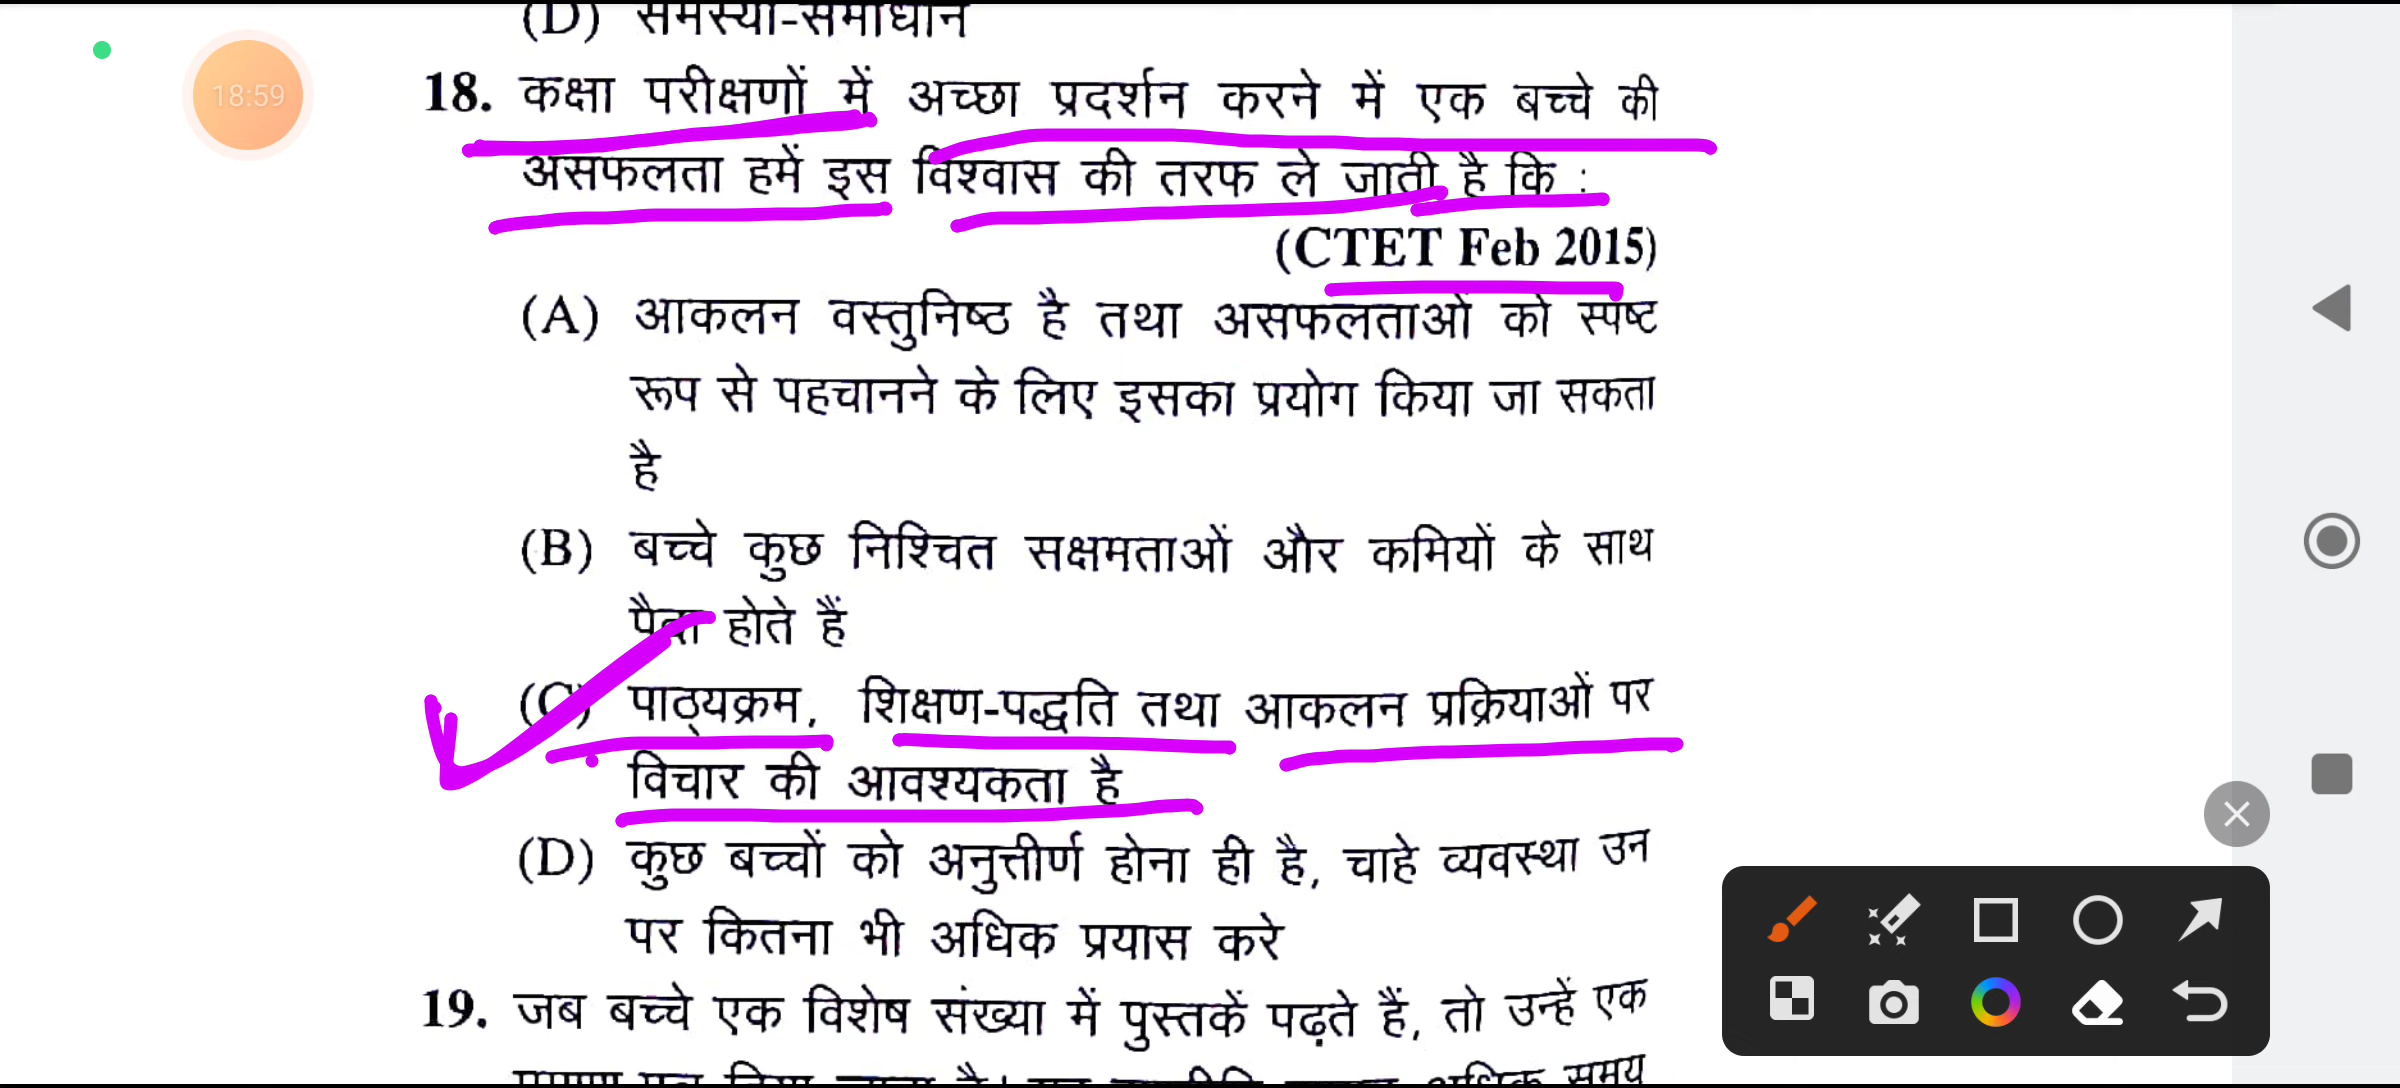 (D) समस्या-समाधान
18:59
18. कक्षा परीक्षणों में अच्छा प्रदर्शन करने में एक बच्चे की
असफलता हमें इस विश्वास की तरफ ले जाती है कि :
(CTET Feb 2015)
(A) आकलन वस्तुनिष्ठ है तथा असफलताओं को स्पष्ट
रूप से पहचानने के लिए इसका प्रयोग किया जा सकता
है
(B) बच्चे कुछ निश्चित सक्षमताओं और कमियों के साथ
पैदा होते हैं
(C) पाठ्यक्रम, शिक्षण-पद्धति तथा आकलन प्रक्रियाओं पर
विचार की आवश्यकता है
(D) कुछ बच्चों को अनुत्तीर्ण होना ही है, चाहे व्यवस्था उन
पर कितना भी अधिक प्रयास करे
19. जब बच्चे एक विशेष संख्या में पुस्तकें पढ़ते हैं, तो उन्हें एक
अधिक समय